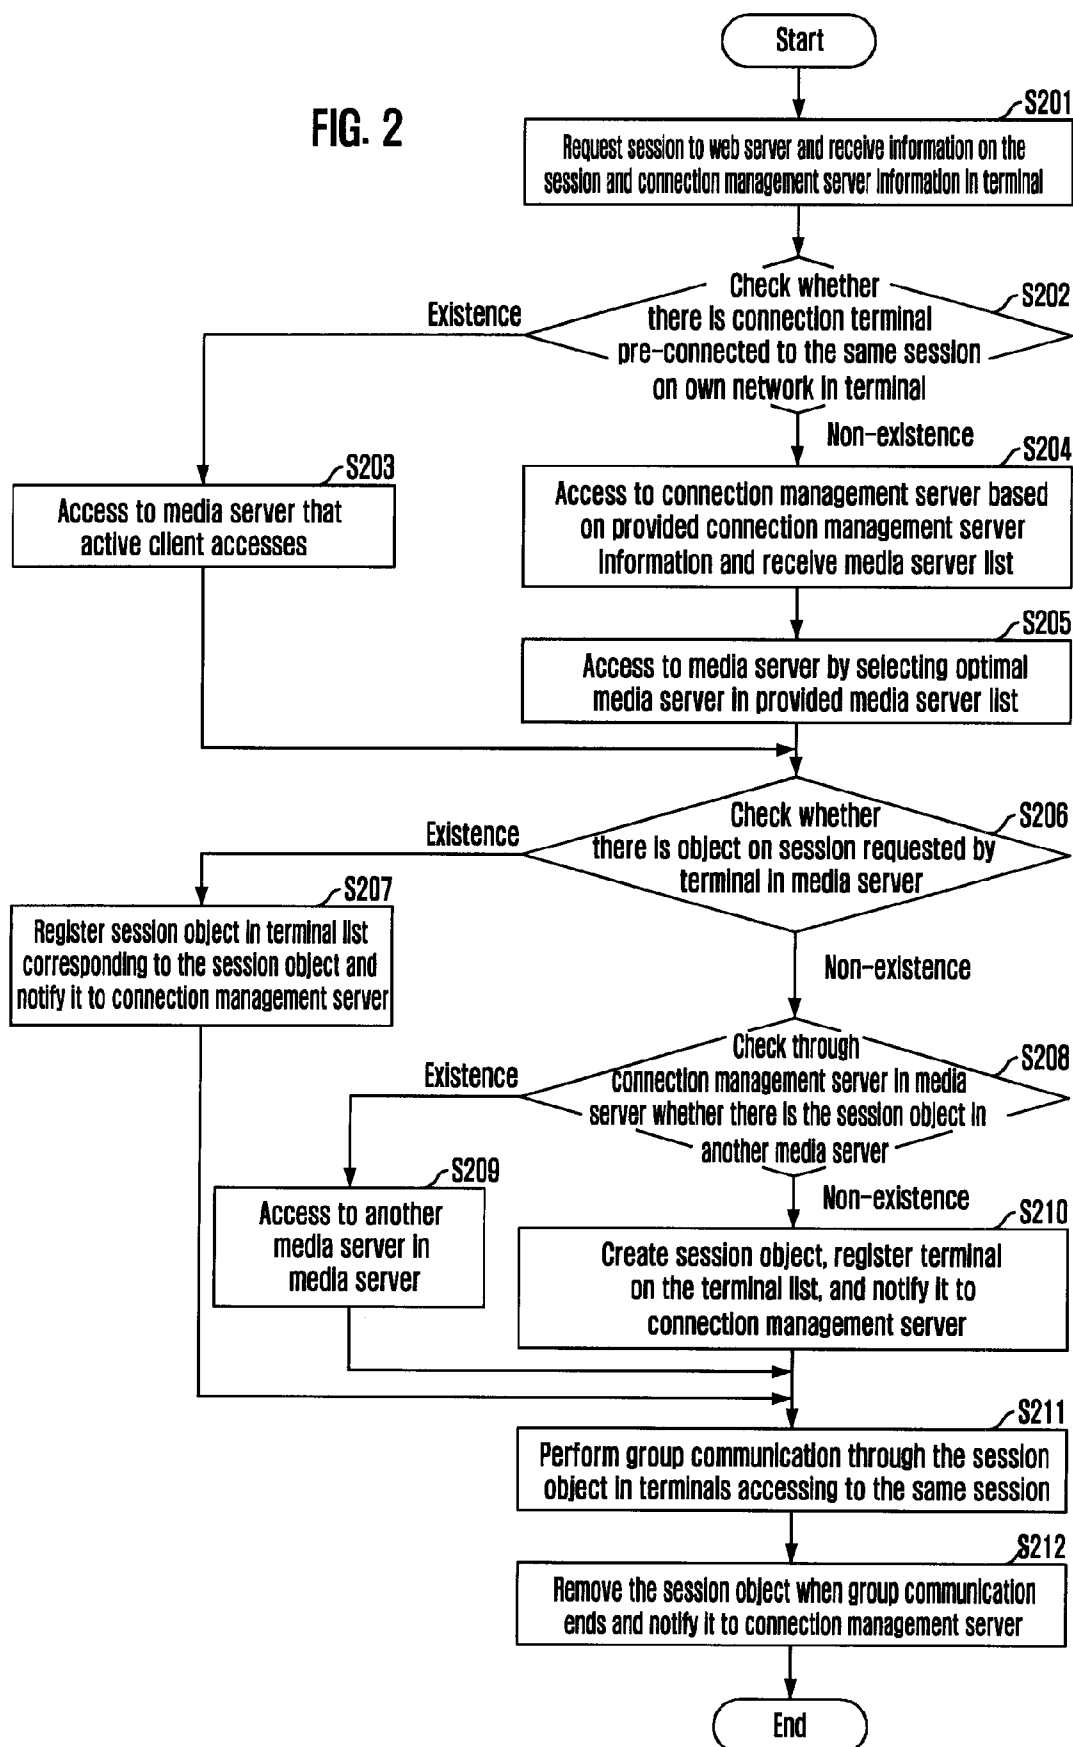 Start
FIG. 2
S201
Request session to web server and receive information on the
session and connection management server information in terminal
Check whether
there is connection terminal
pre-connected to the same session
on own network in terminal
S202
Existence
Non-existence
S203
Access to media server that
active client accesses
S204
Access to connection management server based
on provided connection management server
information and receive media server list
S205
Access to media server by selecting optimal
media server in provided media server list
Check whether
there is object on session requested by
terminal in media server
S206
Existence
Non-existence
S207
Register session object in terminal list
corresponding to the session object and
notify it to connection management server
Check through
connection management server in media
server whether there is the session object in
another media server
S208
Existence
Non-existence
S209
Access to another
media server in
media server
S210
Create session object, register terminal
on the terminal list, and notify it to
connection management server
S211
Perform group communication through the session
object in terminals accessing to the same session
S212
Remove the session object when group communication
ends and notify it to connection management server
End